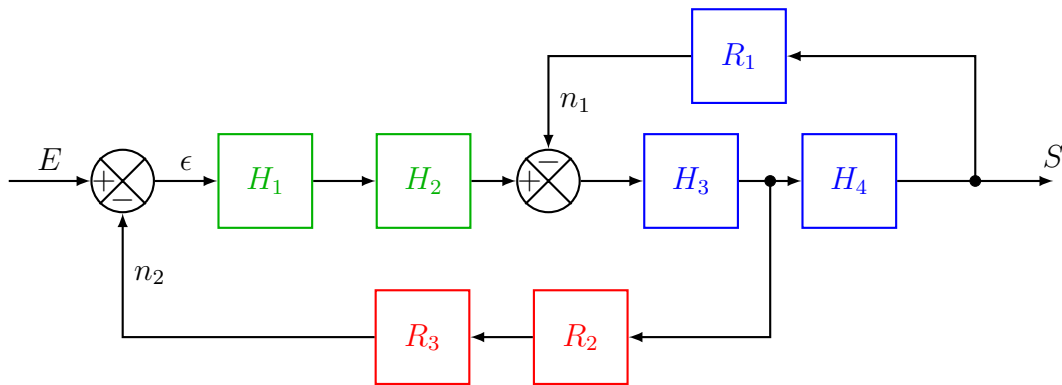 R₁
n₁
E
ϵ
S
+
−
H₁
H₂
+
−
H₃
H₄
n₂
R₃
R₂